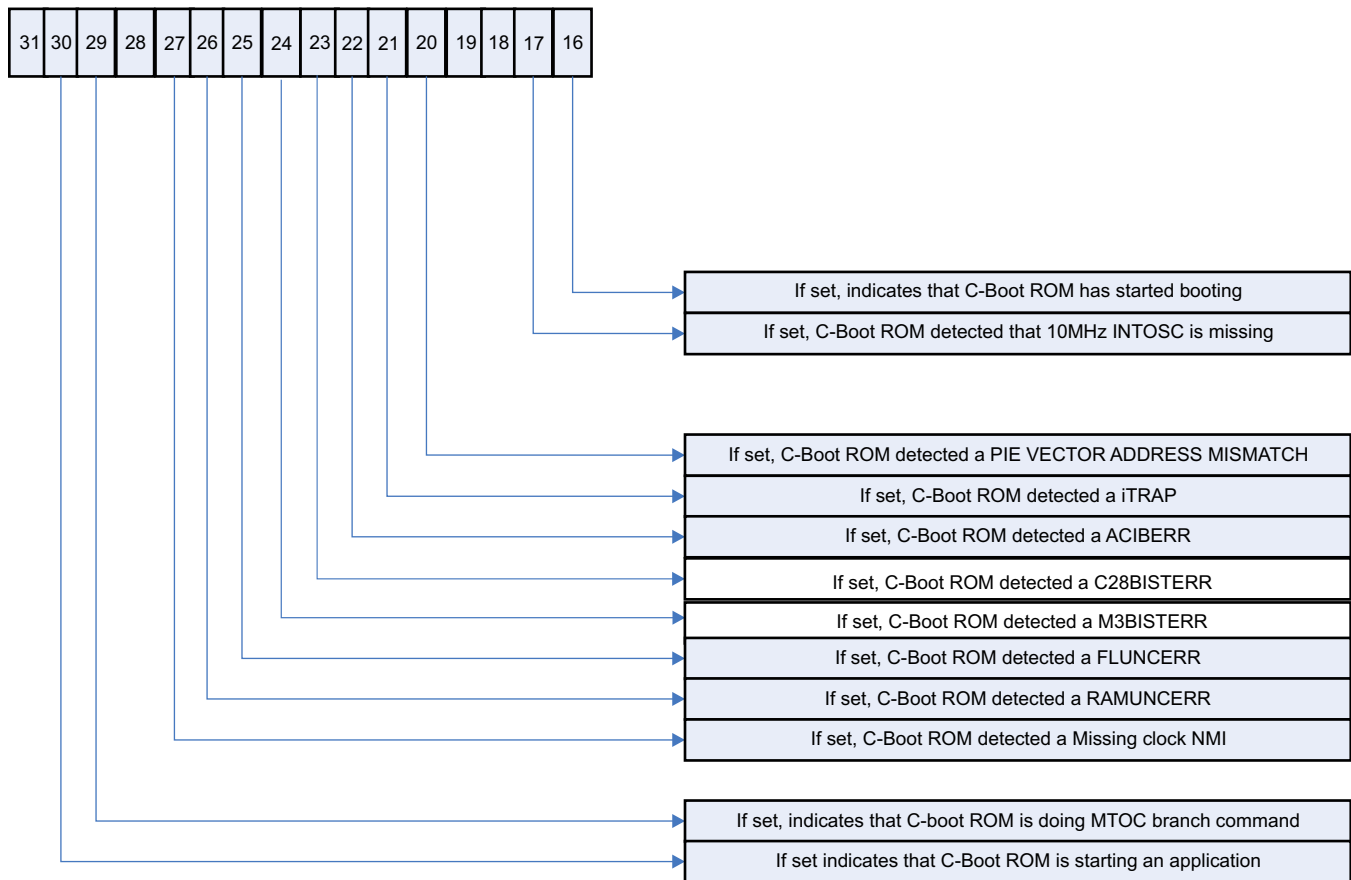 31 30 29 28 27 26 25 24 23 22 21 20 19 18 17 16
If set, indicates that C-Boot ROM has started booting
If set, C-Boot ROM detected that 10MHz INTOSC is missing
If set, C-Boot ROM detected a PIE VECTOR ADDRESS MISMATCH
If set, C-Boot ROM detected a iTRAP
If set, C-Boot ROM detected a ACIBERR
If set, C-Boot ROM detected a C28BISTERR
If set, C-Boot ROM detected a M3BISTERR
If set, C-Boot ROM detected a FLUNCERR
If set, C-Boot ROM detected a RAMUNCERR
If set, C-Boot ROM detected a Missing clock NMI
If set, indicates that C-boot ROM is doing MTOC branch command
If set indicates that C-Boot ROM is starting an application